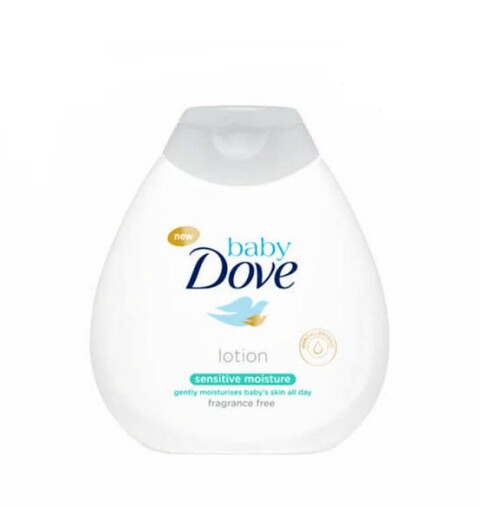 new
baby
Dove
lotion
sensitive moisture
gently moisturises baby's skin all day
fragrance free